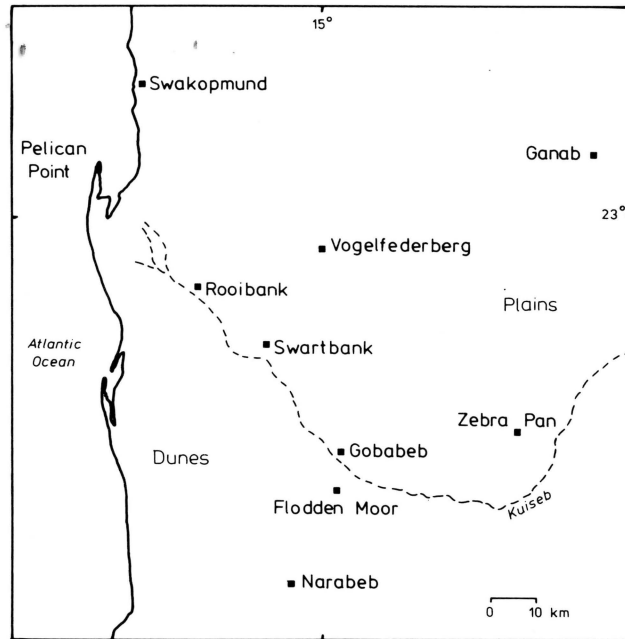 15°
Swakopmund
Pelican
Point
Ganab
23°
Vogelfederberg
Rooibank
Plains
Atlantic
Ocean
Swartbank
Zebra Pan
Dunes
Gobabeb
Kuiseb
Flodden Moor
Narabeb
0 10 km